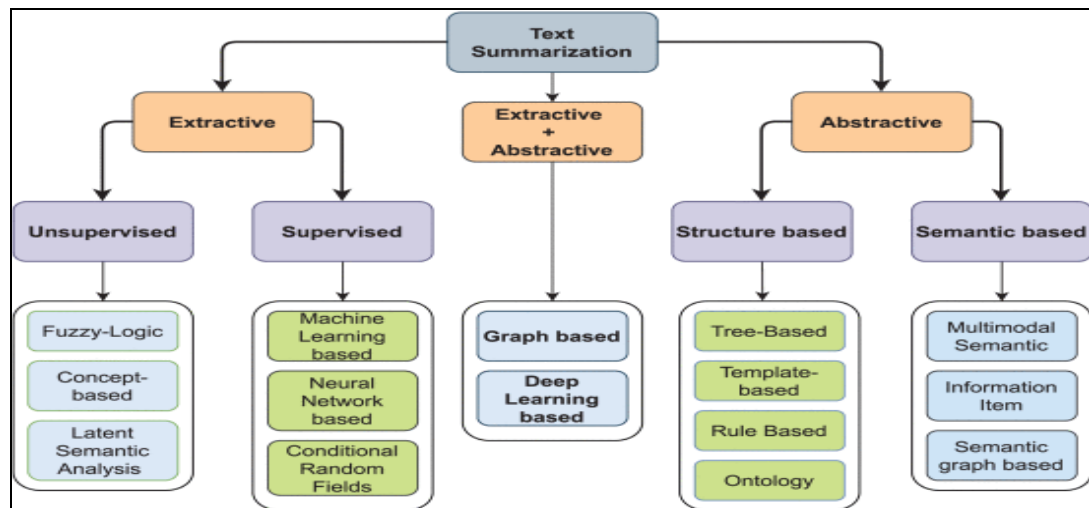 Text
Summarization
Extractive
Extractive
+
Abstractive
Abstractive
Unsupervised
Supervised
Structure based
Semantic based
Fuzzy-Logic
Concept-
based
Latent
Semantic
Analysis
Machine
Learning
based
Neural
Network
based
Conditional
Random
Fields
Graph based
Deep
Learning
based
Tree-Based
Template-
based
Rule Based
Ontology
Multimodal
Semantic
Information
Item
Semantic
graph based